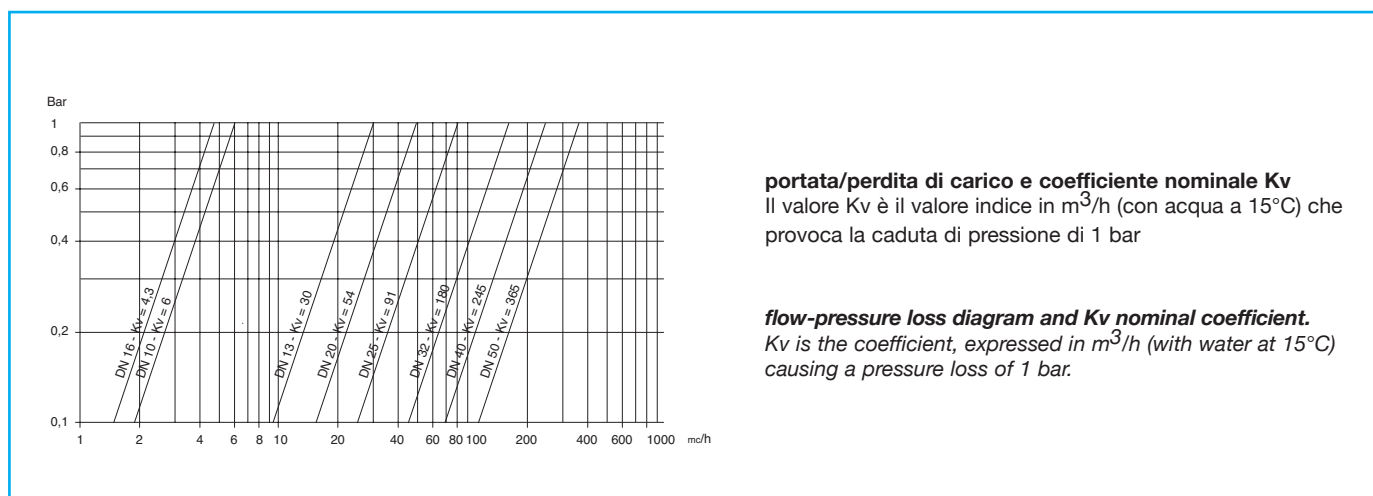 Bar
1
0,8
0,6
0,4
0,2
0,1
DN 16 - Kv = 4,3
DN 10 - Kv = 6
DN 13 - Kv = 30
DN 20 - Kv = 54
DN 25 - Kv = 91
DN 32 - Kv = 180
DN 40 - Kv = 245
DN 50 - Kv = 365
1 2 4 6 8 10 20 40 60 80 100 200 400 600 1000 mc/h
portata/perdita di carico e coefficiente nominale Kv
Il valore Kv è il valore indice in m³/h (con acqua a 15°C) che
provoca la caduta di pressione di 1 bar
flow-pressure loss diagram and Kv nominal coefficient.
Kv is the coefficient, expressed in m³/h (with water at 15°C)
causing a pressure loss of 1 bar.